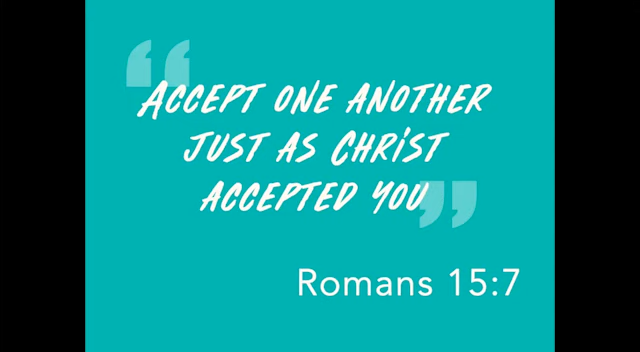 “Accept one another
just as Christ
accepted you”
Romans 15:7